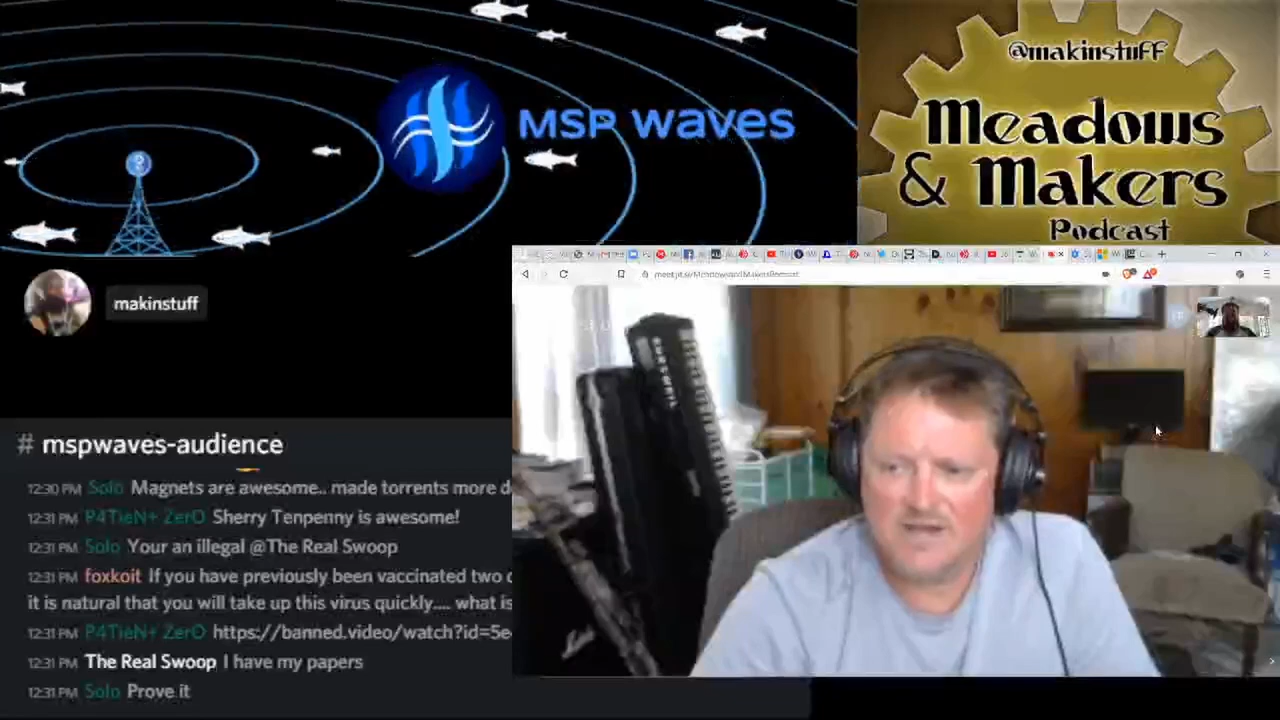 MSP WAVES
@makinstuff
Meadows
& Makers
Podcast
makinstuff
# mspwaves-audience
12:30 PM Solo Magnets are awesome.. made torrents more d
12:31 PM P4TieN+ ZerO Sherry Tenpenny is awesome!
12:31 PM Solo Your an illegal @The Real Swoop
12:31 PM foxkoit If you have previously been vaccinated two d
it is natural that you will take up this virus quickly.... what is
12:31 PM P4TieN+ ZerO https://banned.video/watch?id=5e
12:31 PM The Real Swoop I have my papers
12:31 PM Solo Prove it